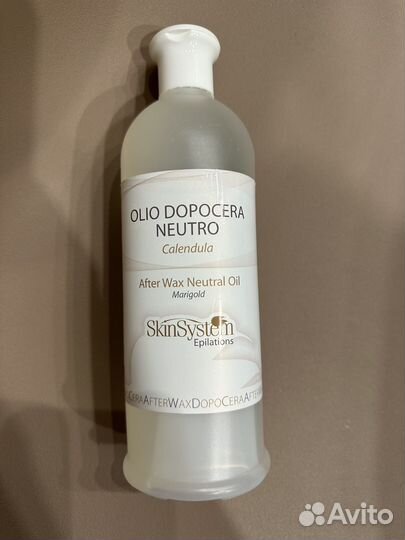 OLIO DOPOCERA
NEUTRO
Calendula
After Wax Neutral Oil
Marigold
SkinSystem
Epilations
CERAAFTERWAXDOPOCERAAFTER
Avito